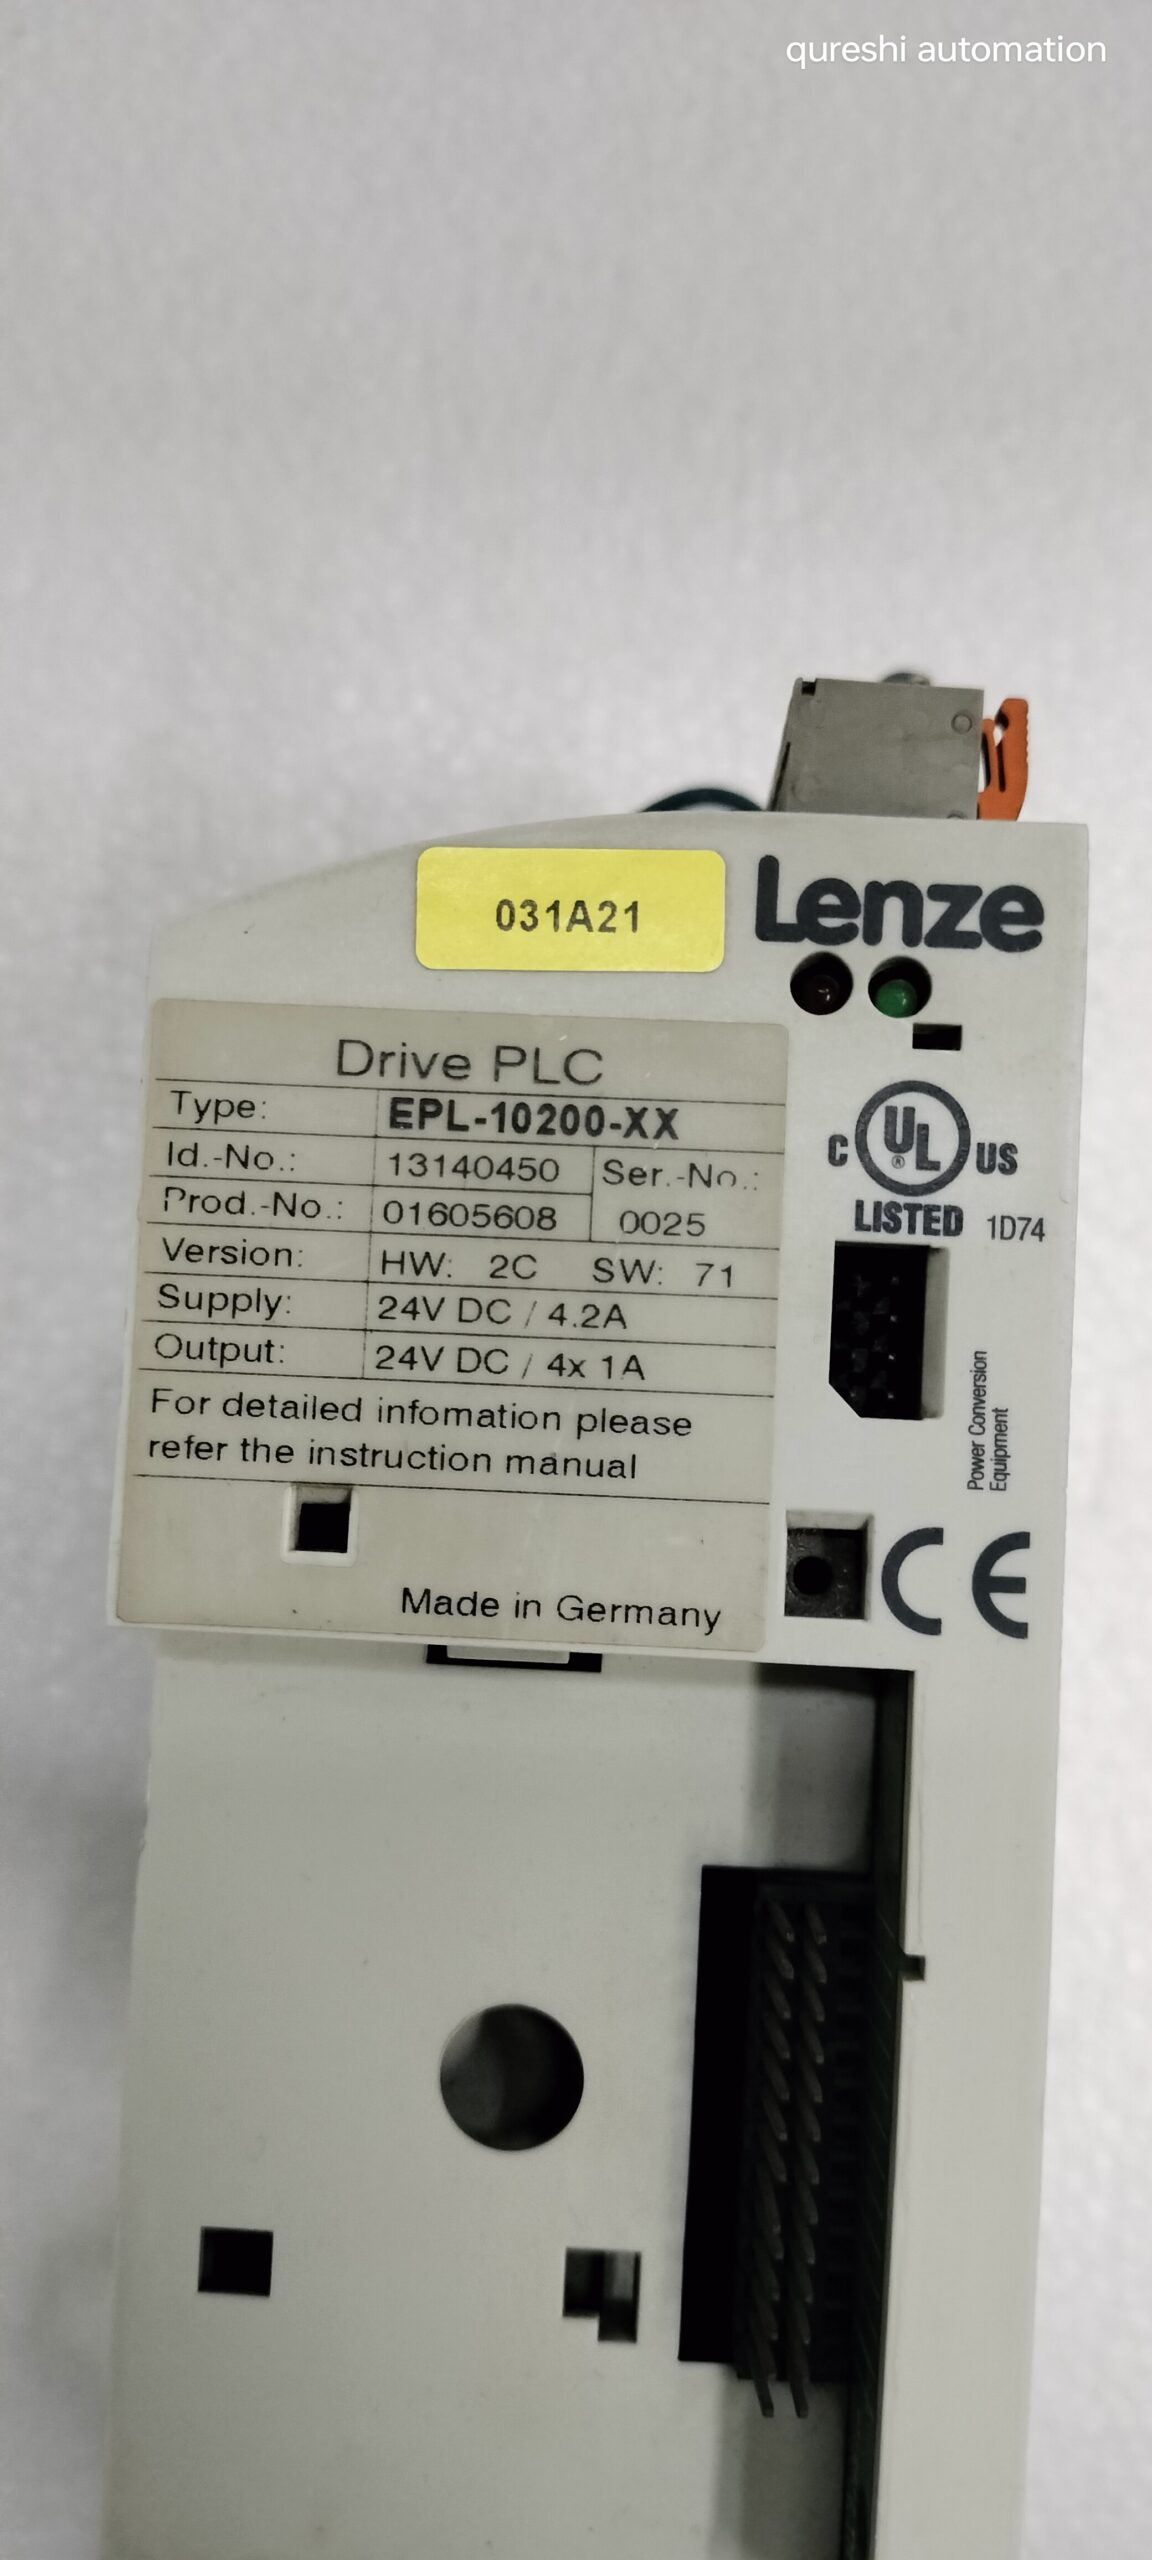 qureshi automation
031A21
Lenze
Drive PLC
Type: EPL-10200-XX
Id.-No.: 13140450 Ser.-No.:
Prod.-No.: 01605608 0025
Version: HW: 2C SW: 71
Supply: 24V DC / 4.2A
Output: 24V DC / 4x 1A
For detailed infomation please
refer the instruction manual
Made in Germany
C UL ® US
LISTED 1D74
Power Conversion
Equipment
CE